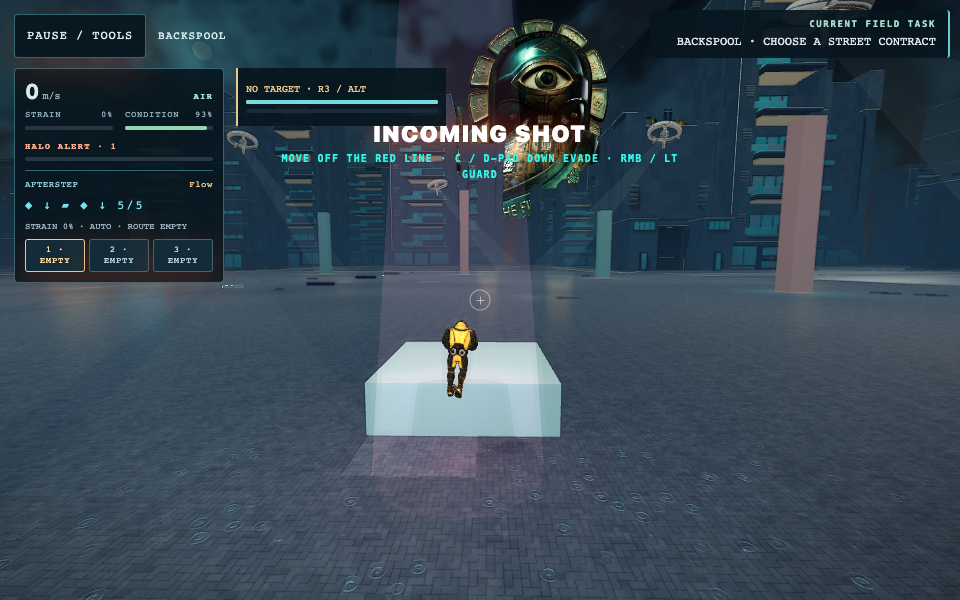 PAUSE / TOOLS
BACKSPOOL
CURRENT FIELD TASK
BACKSPOOL · CHOOSE A STREET CONTRACT
0 m/s
AIR
STRAIN 0%
CONDITION 93%
HALO ALERT · 1
AFTERSTEP
Flow
5/5
STRAIN 0% · AUTO · ROUTE EMPTY
1 · EMPTY
2 · EMPTY
3 · EMPTY
NO TARGET · R3 / ALT
INCOMING SHOT
MOVE OFF THE RED LINE · C / D-PAD DOWN EVADE · RMB / LT
GUARD